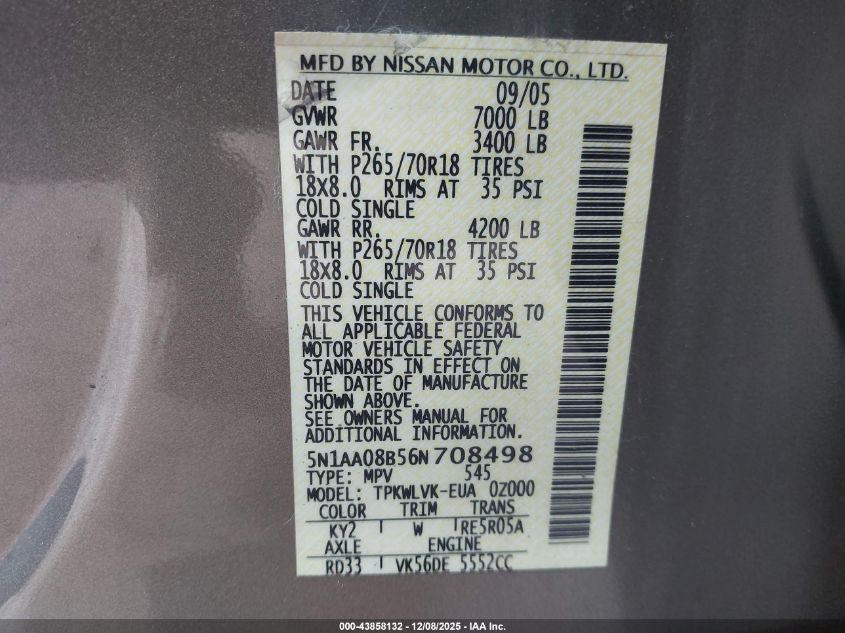 MFD BY NISSAN MOTOR CO., LTD.
DATE 09/05
GVWR 7000 LB
GAWR FR. 3400 LB
WITH P265/70R18 TIRES
18X8.0 RIMS AT 35 PSI
COLD SINGLE
GAWR RR. 4200 LB
WITH P265/70R18 TIRES
18X8.0 RIMS AT 35 PSI
COLD SINGLE
THIS VEHICLE CONFORMS TO
ALL APPLICABLE FEDERAL
MOTOR VEHICLE SAFETY
STANDARDS IN EFFECT ON
THE DATE OF MANUFACTURE
SHOWN ABOVE.
SEE OWNERS MANUAL FOR
ADDITIONAL INFORMATION.
5N1AA08B56N708498
TYPE: MPV 545
MODEL: TPKWLVK-EUA 0Z000
COLOR TRIM TRANS
KY2 W RE5R05A
AXLE ENGINE
RD33 VK56DE 5552CC
000-43858132 - 12/08/2025 - IAA Inc.